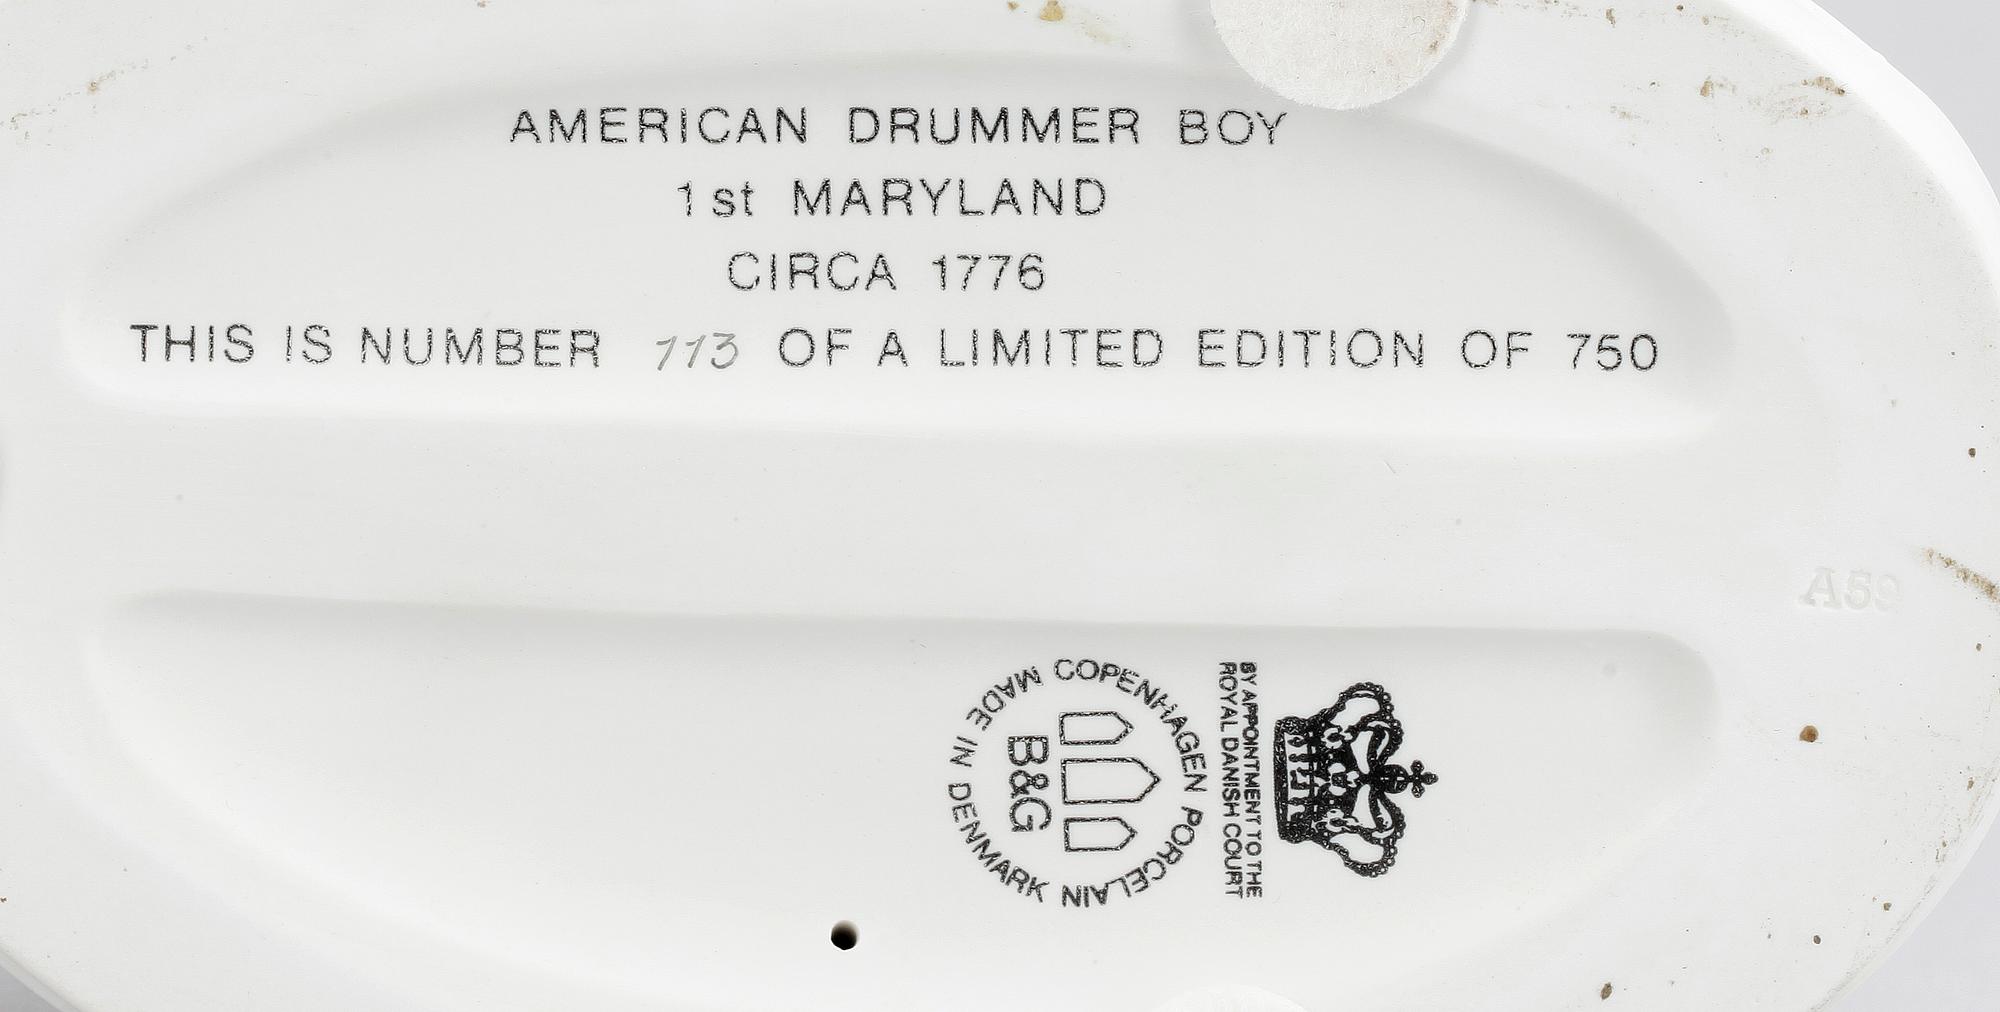 AMERICAN DRUMMER BOY
1st MARYLAND
CIRCA 1776
THIS IS NUMBER 113 OF A LIMITED EDITION OF 750
A59
BY APPOINTMENT TO THE
ROYAL DANISH COURT
COPENHAGEN PORCELAIN
MADE IN DENMARK
B&G